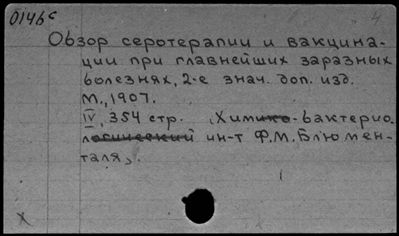 0146с
4
Обзор серотерапии и вакцина-
ции при главнейших заразных
болезнях, 2-е знач. доп. изд.
М., 1907.
IV, 354 стр. (Химико-бактерио
логический ин-т Ф.М.Блюмен-
таля).
X